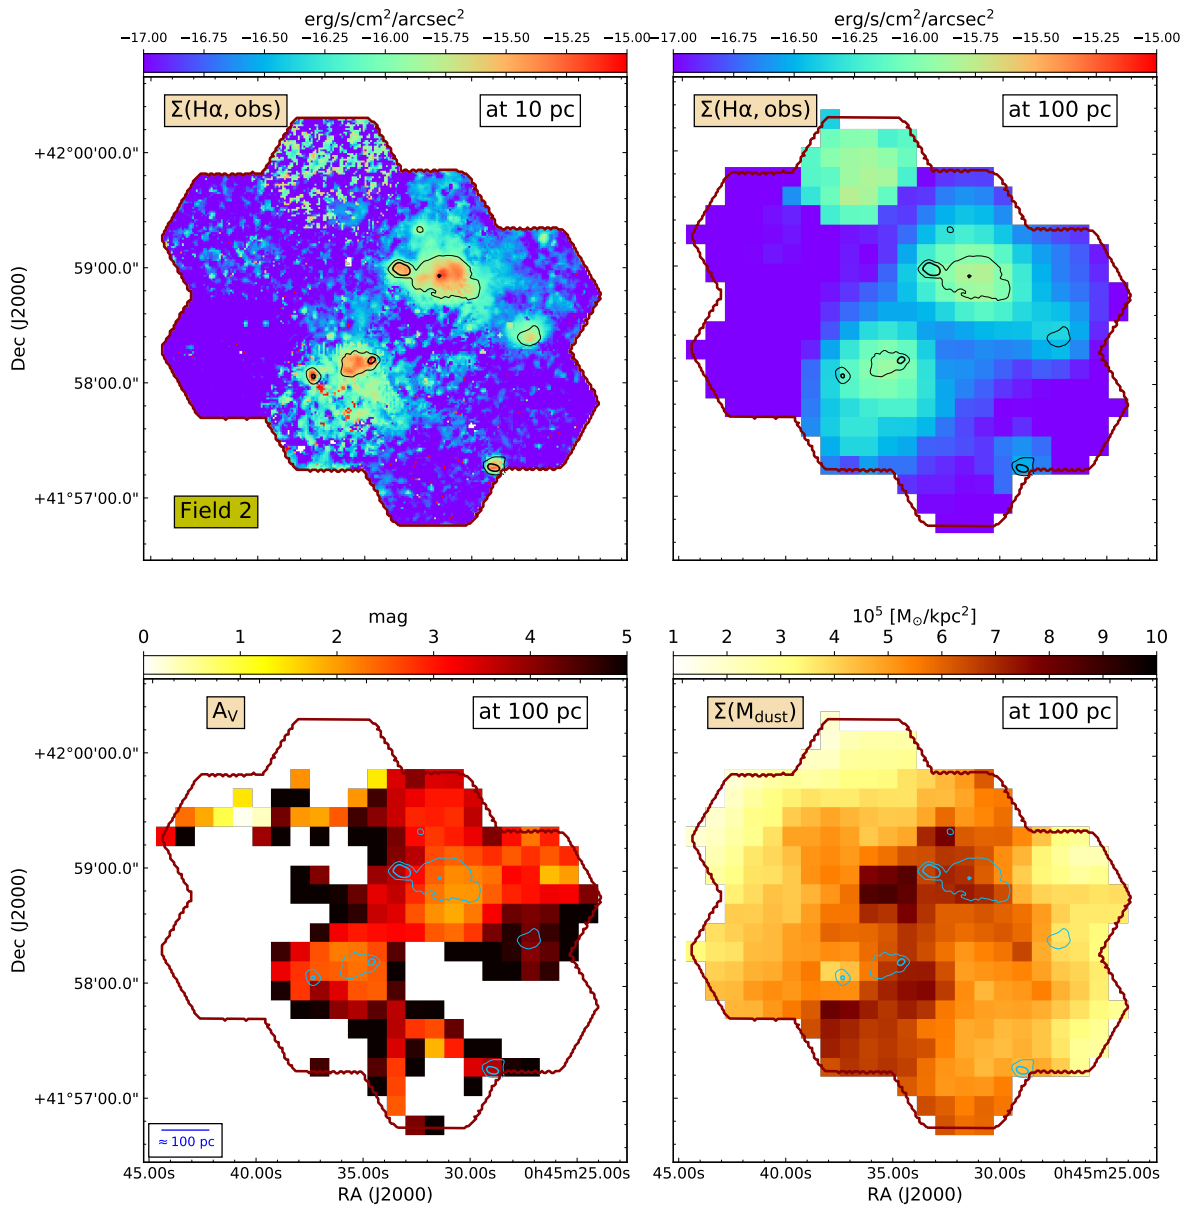 erg/s/cm²/arcsec²
−17.00 −16.75 −16.50 −16.25 −16.00 −15.75 −15.50 −15.25 −15.00
Σ(Hα, obs)
at 10 pc
+42°00'00.0"
59'00.0"
58'00.0"
+41°57'00.0"
Dec (J2000)
Field 2
erg/s/cm²/arcsec²
−17.00 −16.75 −16.50 −16.25 −16.00 −15.75 −15.50 −15.25 −15.00
Σ(Hα, obs)
at 100 pc
mag
0 1 2 3 4 5
A_V
at 100 pc
+42°00'00.0"
59'00.0"
58'00.0"
+41°57'00.0"
Dec (J2000)
≈ 100 pc
45.00s 40.00s 35.00s 30.00s 0h45m25.00s
RA (J2000)
10⁵ [M⊙/kpc²]
1 2 3 4 5 6 7 8 9 10
Σ(M_dust)
at 100 pc
45.00s 40.00s 35.00s 30.00s 0h45m25.00s
RA (J2000)